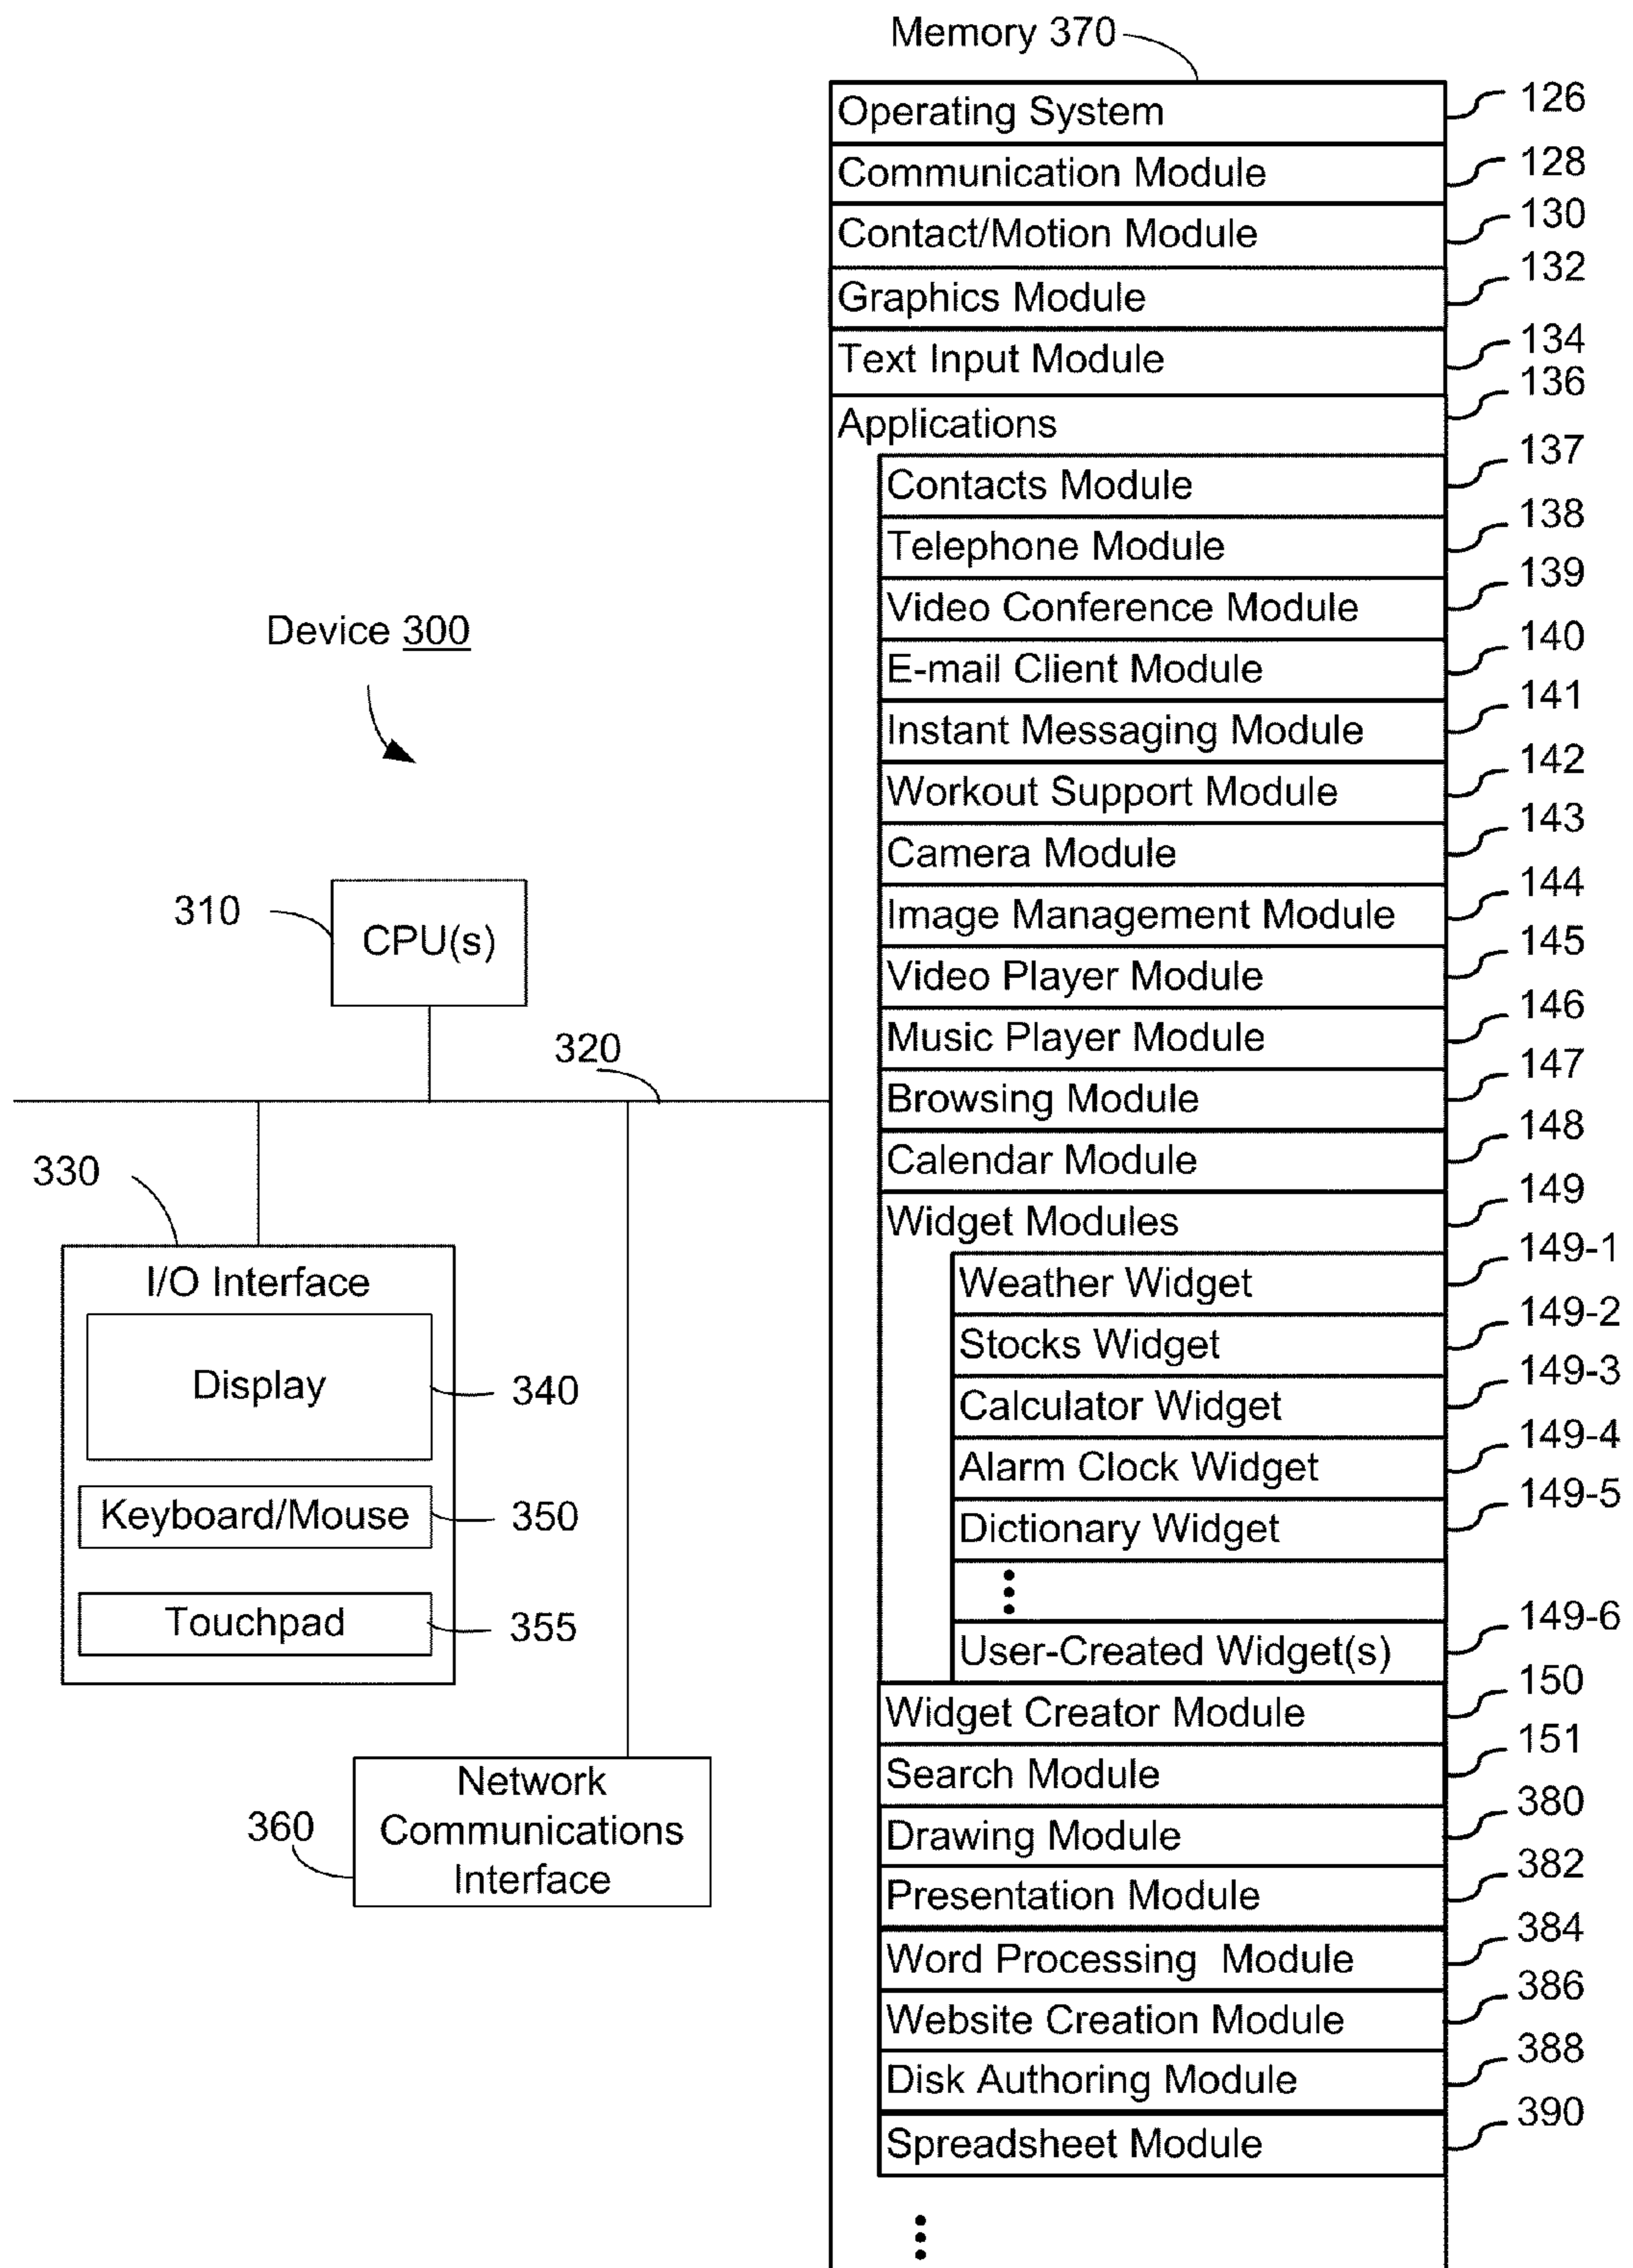 Memory 370
Operating System 126
Communication Module 128
Contact/Motion Module 130
Graphics Module 132
Text Input Module 134
Applications 136
Contacts Module 137
Telephone Module 138
Video Conference Module 139
E-mail Client Module 140
Instant Messaging Module 141
Workout Support Module 142
Camera Module 143
Image Management Module 144
Video Player Module 145
Music Player Module 146
Browsing Module 147
Calendar Module 148
Widget Modules 149
Weather Widget 149-1
Stocks Widget 149-2
Calculator Widget 149-3
Alarm Clock Widget 149-4
Dictionary Widget 149-5
User-Created Widget(s) 149-6
Widget Creator Module 150
Search Module 151
Drawing Module 380
Presentation Module 382
Word Processing Module 384
Website Creation Module 386
Disk Authoring Module 388
Spreadsheet Module 390
Device 300
310
CPU(s)
320
330
I/O Interface
Display 340
Keyboard/Mouse 350
Touchpad 355
360
Network
Communications
Interface